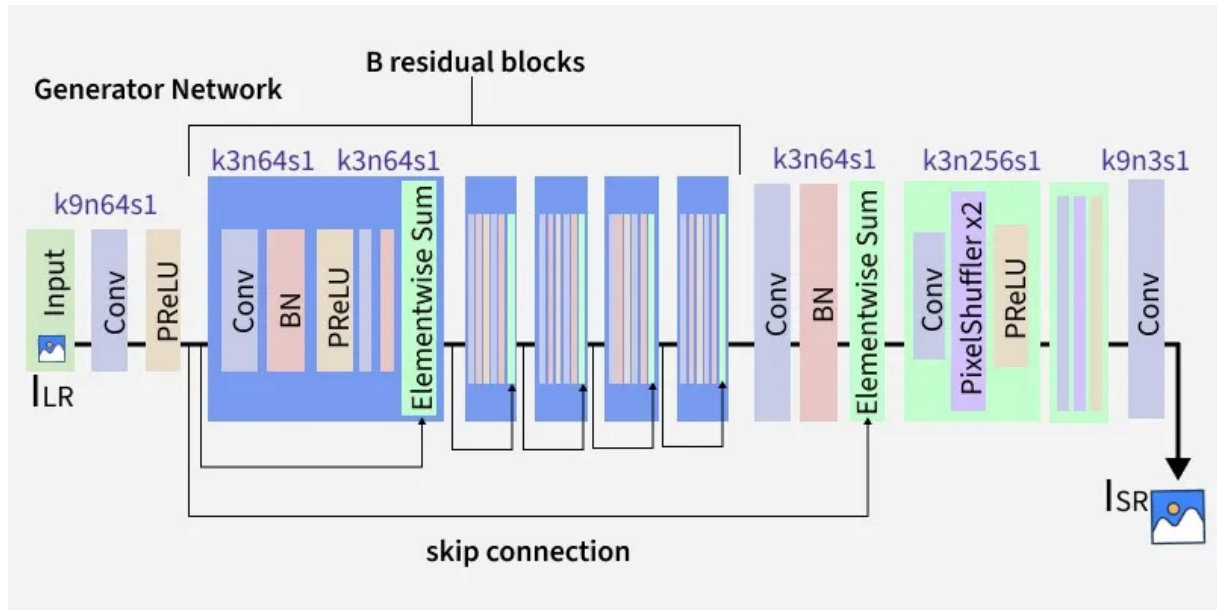 B residual blocks
Generator Network
k3n64s1 k3n64s1
k3n64s1
k3n256s1
k9n3s1
k9n64s1
Input
Conv
PReLU
Conv
BN
PReLU
Elementwise Sum
Conv
BN
Elementwise Sum
Conv
PixelShuffler x2
PReLU
Conv
ILR
ISR
skip connection